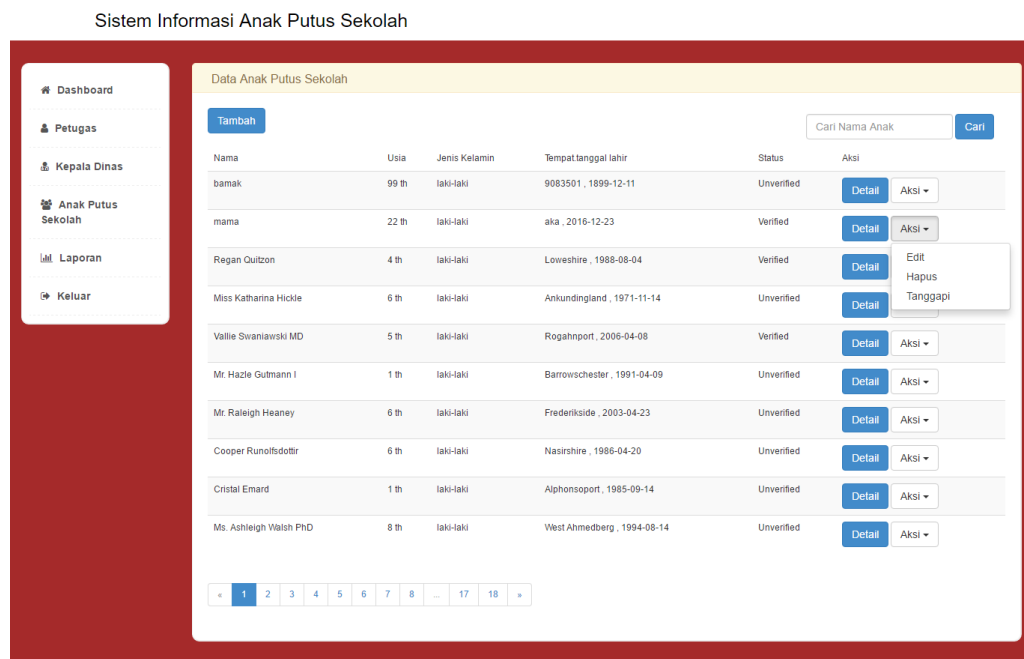 Sistem Informasi Anak Putus Sekolah
Dashboard
Petugas
Kepala Dinas
Anak Putus
Sekolah
Laporan
Keluar
Data Anak Putus Sekolah
Tambah
Cari Nama Anak Cari
Nama Usia Jenis Kelamin Tempat,tanggal lahir Status Aksi
bamak 99 th laki-laki 9083501 , 1899-12-11 Unverified Detail Aksi
mama 22 th laki-laki aka , 2016-12-23 Verified Detail Aksi
Edit
Hapus
Tanggapi
Regan Quitzon 4 th laki-laki Loweshire , 1988-08-04 Verified Detail
Miss Katharina Hickle 6 th laki-laki Ankundingland , 1971-11-14 Unverified Detail
Vallie Swaniawski MD 5 th laki-laki Rogahnport , 2006-04-08 Verified Detail Aksi
Mr. Hazle Gutmann I 1 th laki-laki Barrowschester , 1991-04-09 Unverified Detail Aksi
Mr. Raleigh Heaney 6 th laki-laki Frederikside , 2003-04-23 Unverified Detail Aksi
Cooper Runolfsdottir 6 th laki-laki Nasirshire , 1986-04-20 Unverified Detail Aksi
Cristal Emard 1 th laki-laki Alphonsoport , 1985-09-14 Unverified Detail Aksi
Ms. Ashleigh Walsh PhD 8 th laki-laki West Ahmedberg , 1994-08-14 Unverified Detail Aksi
« 1 2 3 4 5 6 7 8 ... 17 18 »